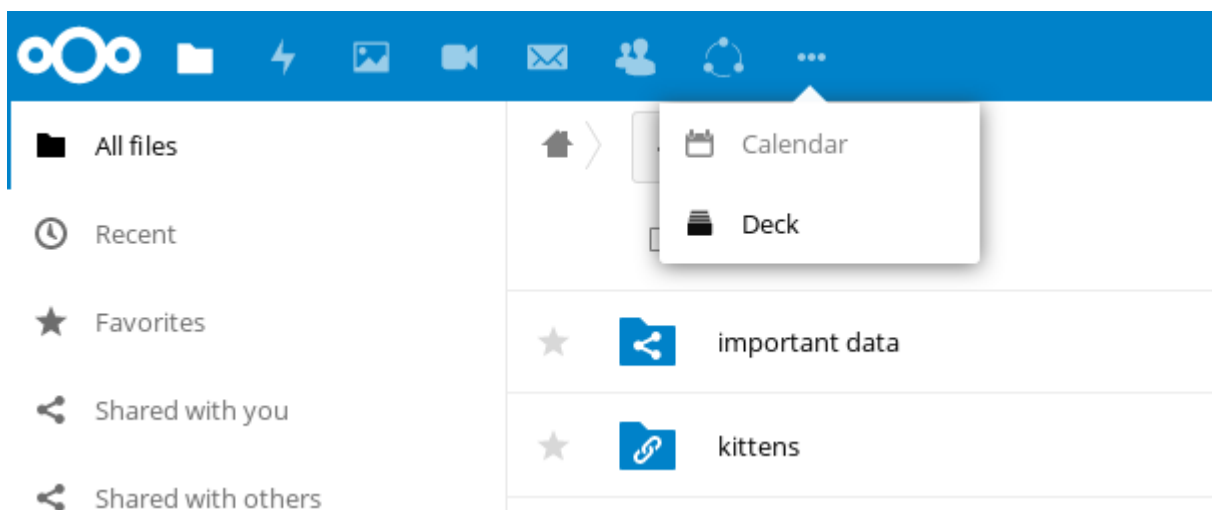 All files
Recent
Favorites
Shared with you
Shared with others
Calendar
Deck
important data
kittens